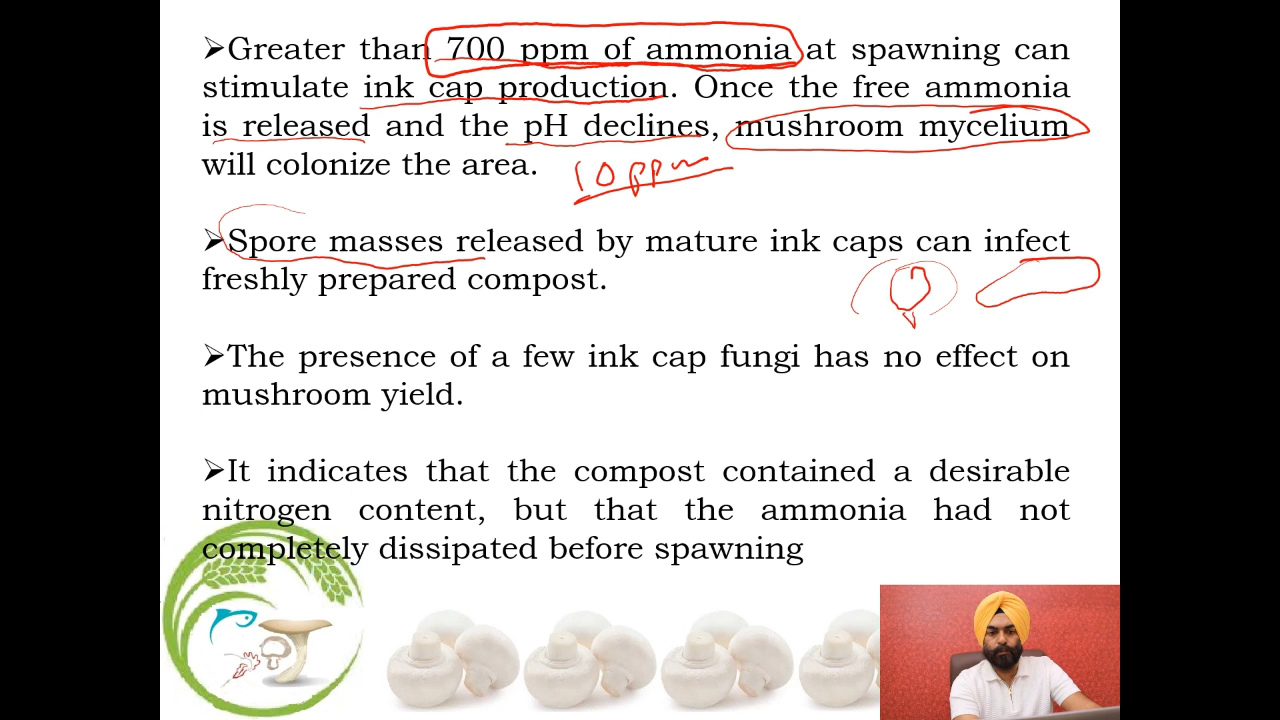 ➢Greater than 700 ppm of ammonia at spawning can
stimulate ink cap production. Once the free ammonia
is released and the pH declines, mushroom mycelium
will colonize the area.
10 ppm
➢Spore masses released by mature ink caps can infect
freshly prepared compost.
➢The presence of a few ink cap fungi has no effect on
mushroom yield.
➢It indicates that the compost contained a desirable
nitrogen content, but that the ammonia had not
completely dissipated before spawning